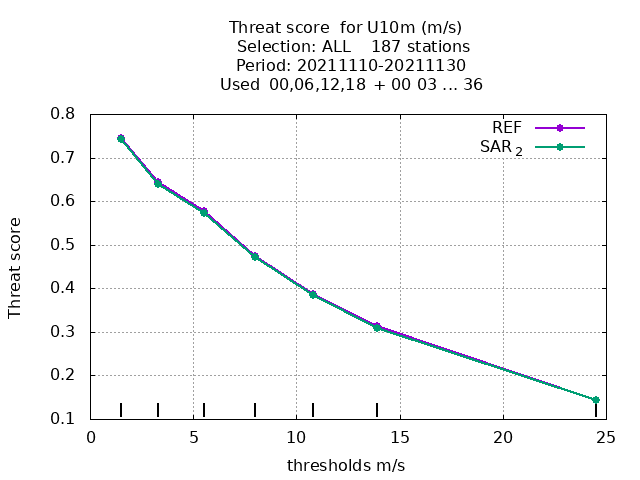 Threat score for U10m (m/s)
Selection: ALL 187 stations
Period: 20211110-20211130
Used 00,06,12,18 + 00 03 ... 36
REF
SAR 2
Threat score
0.8
0.7
0.6
0.5
0.4
0.3
0.2
0.1
0 5 10 15 20 25
thresholds m/s